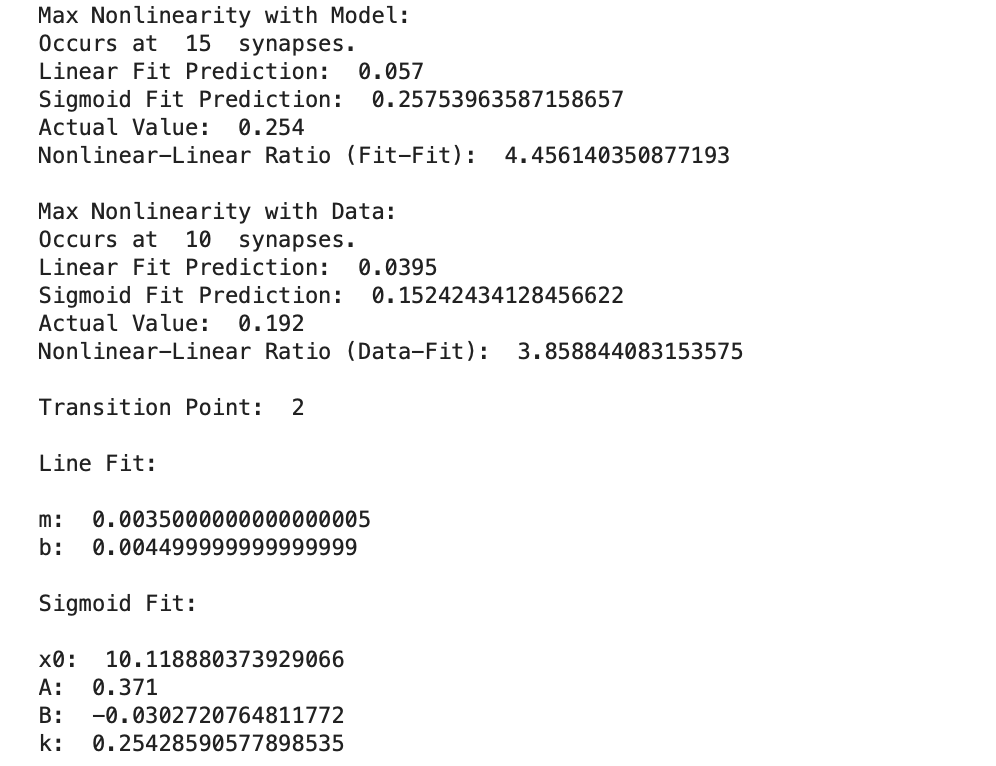 Max Nonlinearity with Model:
Occurs at  15  synapses.
Linear Fit Prediction:  0.057
Sigmoid Fit Prediction:  0.25753963587158657
Actual Value:  0.254
Nonlinear-Linear Ratio (Fit-Fit):  4.456140350877193
Max Nonlinearity with Data:
Occurs at  10  synapses.
Linear Fit Prediction:  0.0395
Sigmoid Fit Prediction:  0.15242434128456622
Actual Value:  0.192
Nonlinear-Linear Ratio (Data-Fit):  3.858844083153575
Transition Point:  2
Line Fit:
m:  0.0035000000000000005
b:  0.004499999999999999
Sigmoid Fit:
x0:  10.118880373929066
A:  0.371
B:  -0.0302720764811772
k:  0.25428590577898535